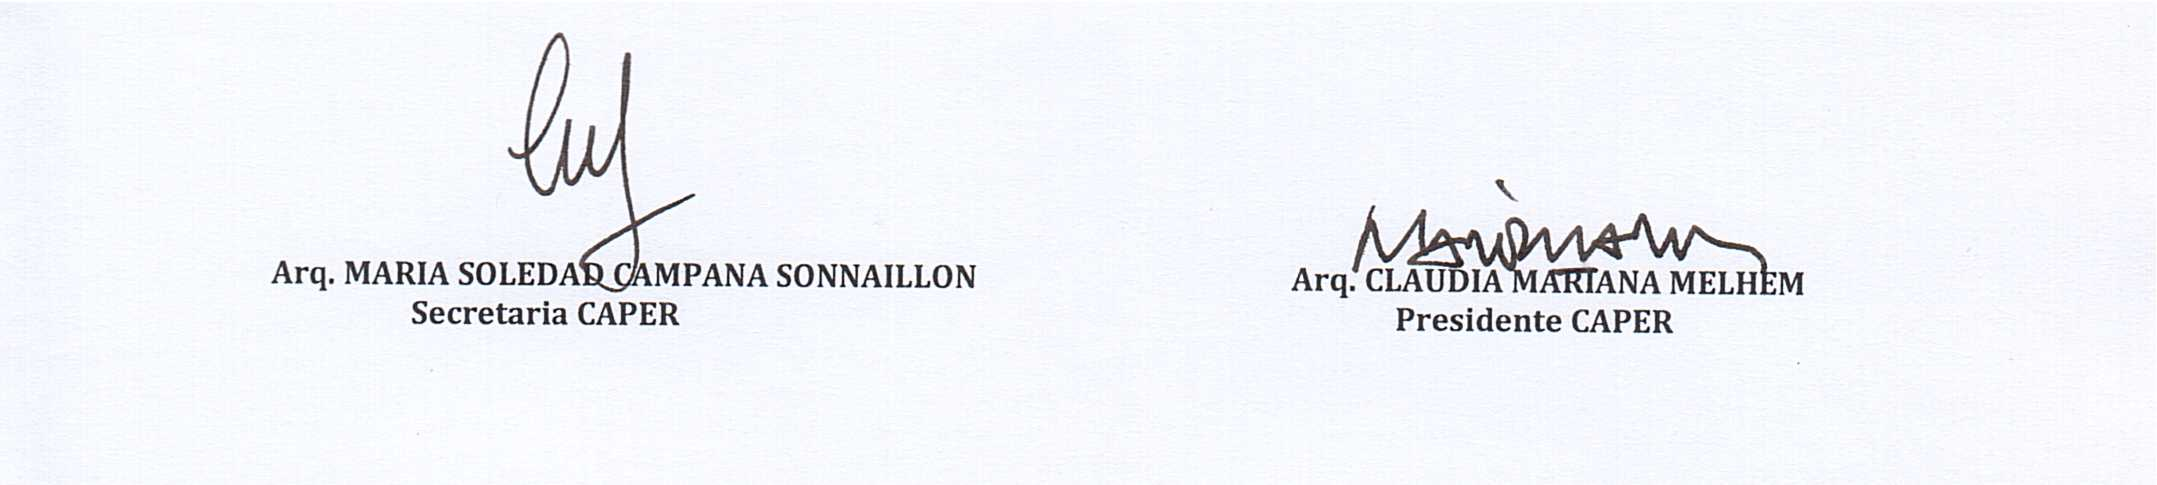 Arq. MARIA SOLEDAD CAMPANA SONNAILLON
Secretaria CAPER
Arq. CLAUDIA MARIANA MELHEM
Presidente CAPER